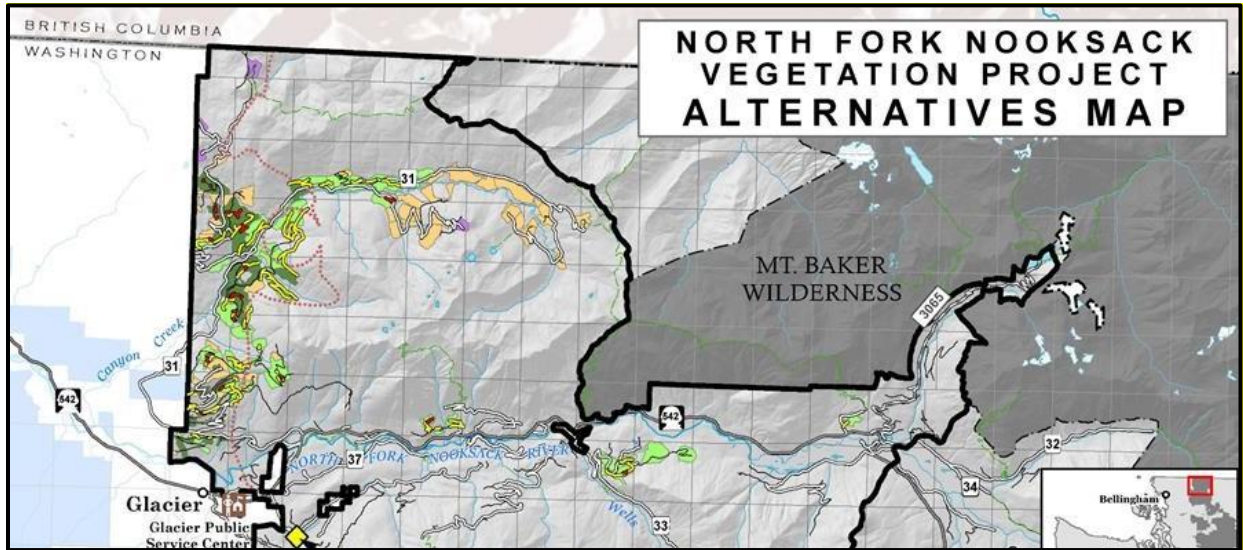 BRITISH COLUMBIA
WASHINGTON
NORTH FORK NOOKSACK
VEGETATION PROJECT
ALTERNATIVES MAP
31
MT. BAKER
WILDERNESS
3065
Canyon Creek
31
542
542
NORTH FORK NOOKSACK RIVER
37
32
34
33
Wells
Glacier
Glacier Public
Service Center
Bellingham